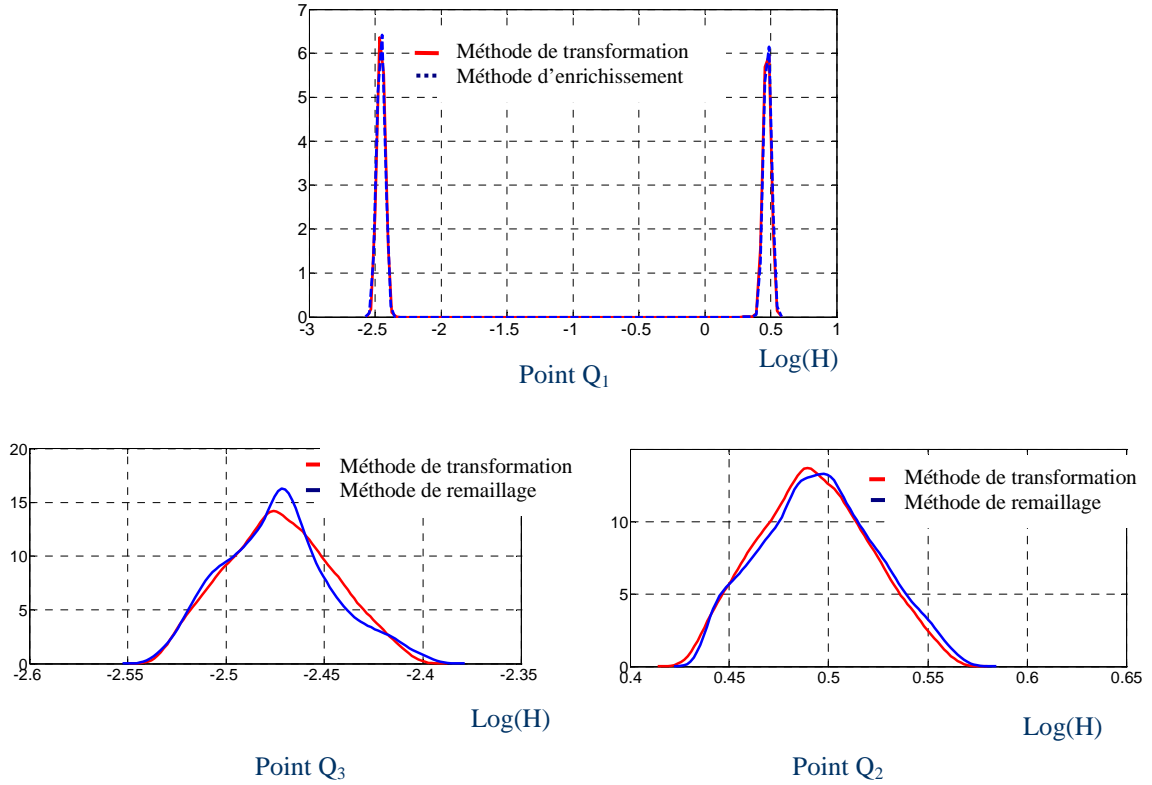 7
6
5
4
3
2
1
0
Méthode de transformation
Méthode d'enrichissement
-3 -2.5 -2 -1.5 -1 -0.5 0 0.5 1
Log(H)
Point Q1
20
15
10
5
0
Méthode de transformation
Méthode de remaillage
-2.6 -2.55 -2.5 -2.45 -2.4 -2.35
Log(H)
Point Q3
10
5
0
Méthode de transformation
Méthode de remaillage
0.4 0.45 0.5 0.55 0.6 0.65
Log(H)
Point Q2